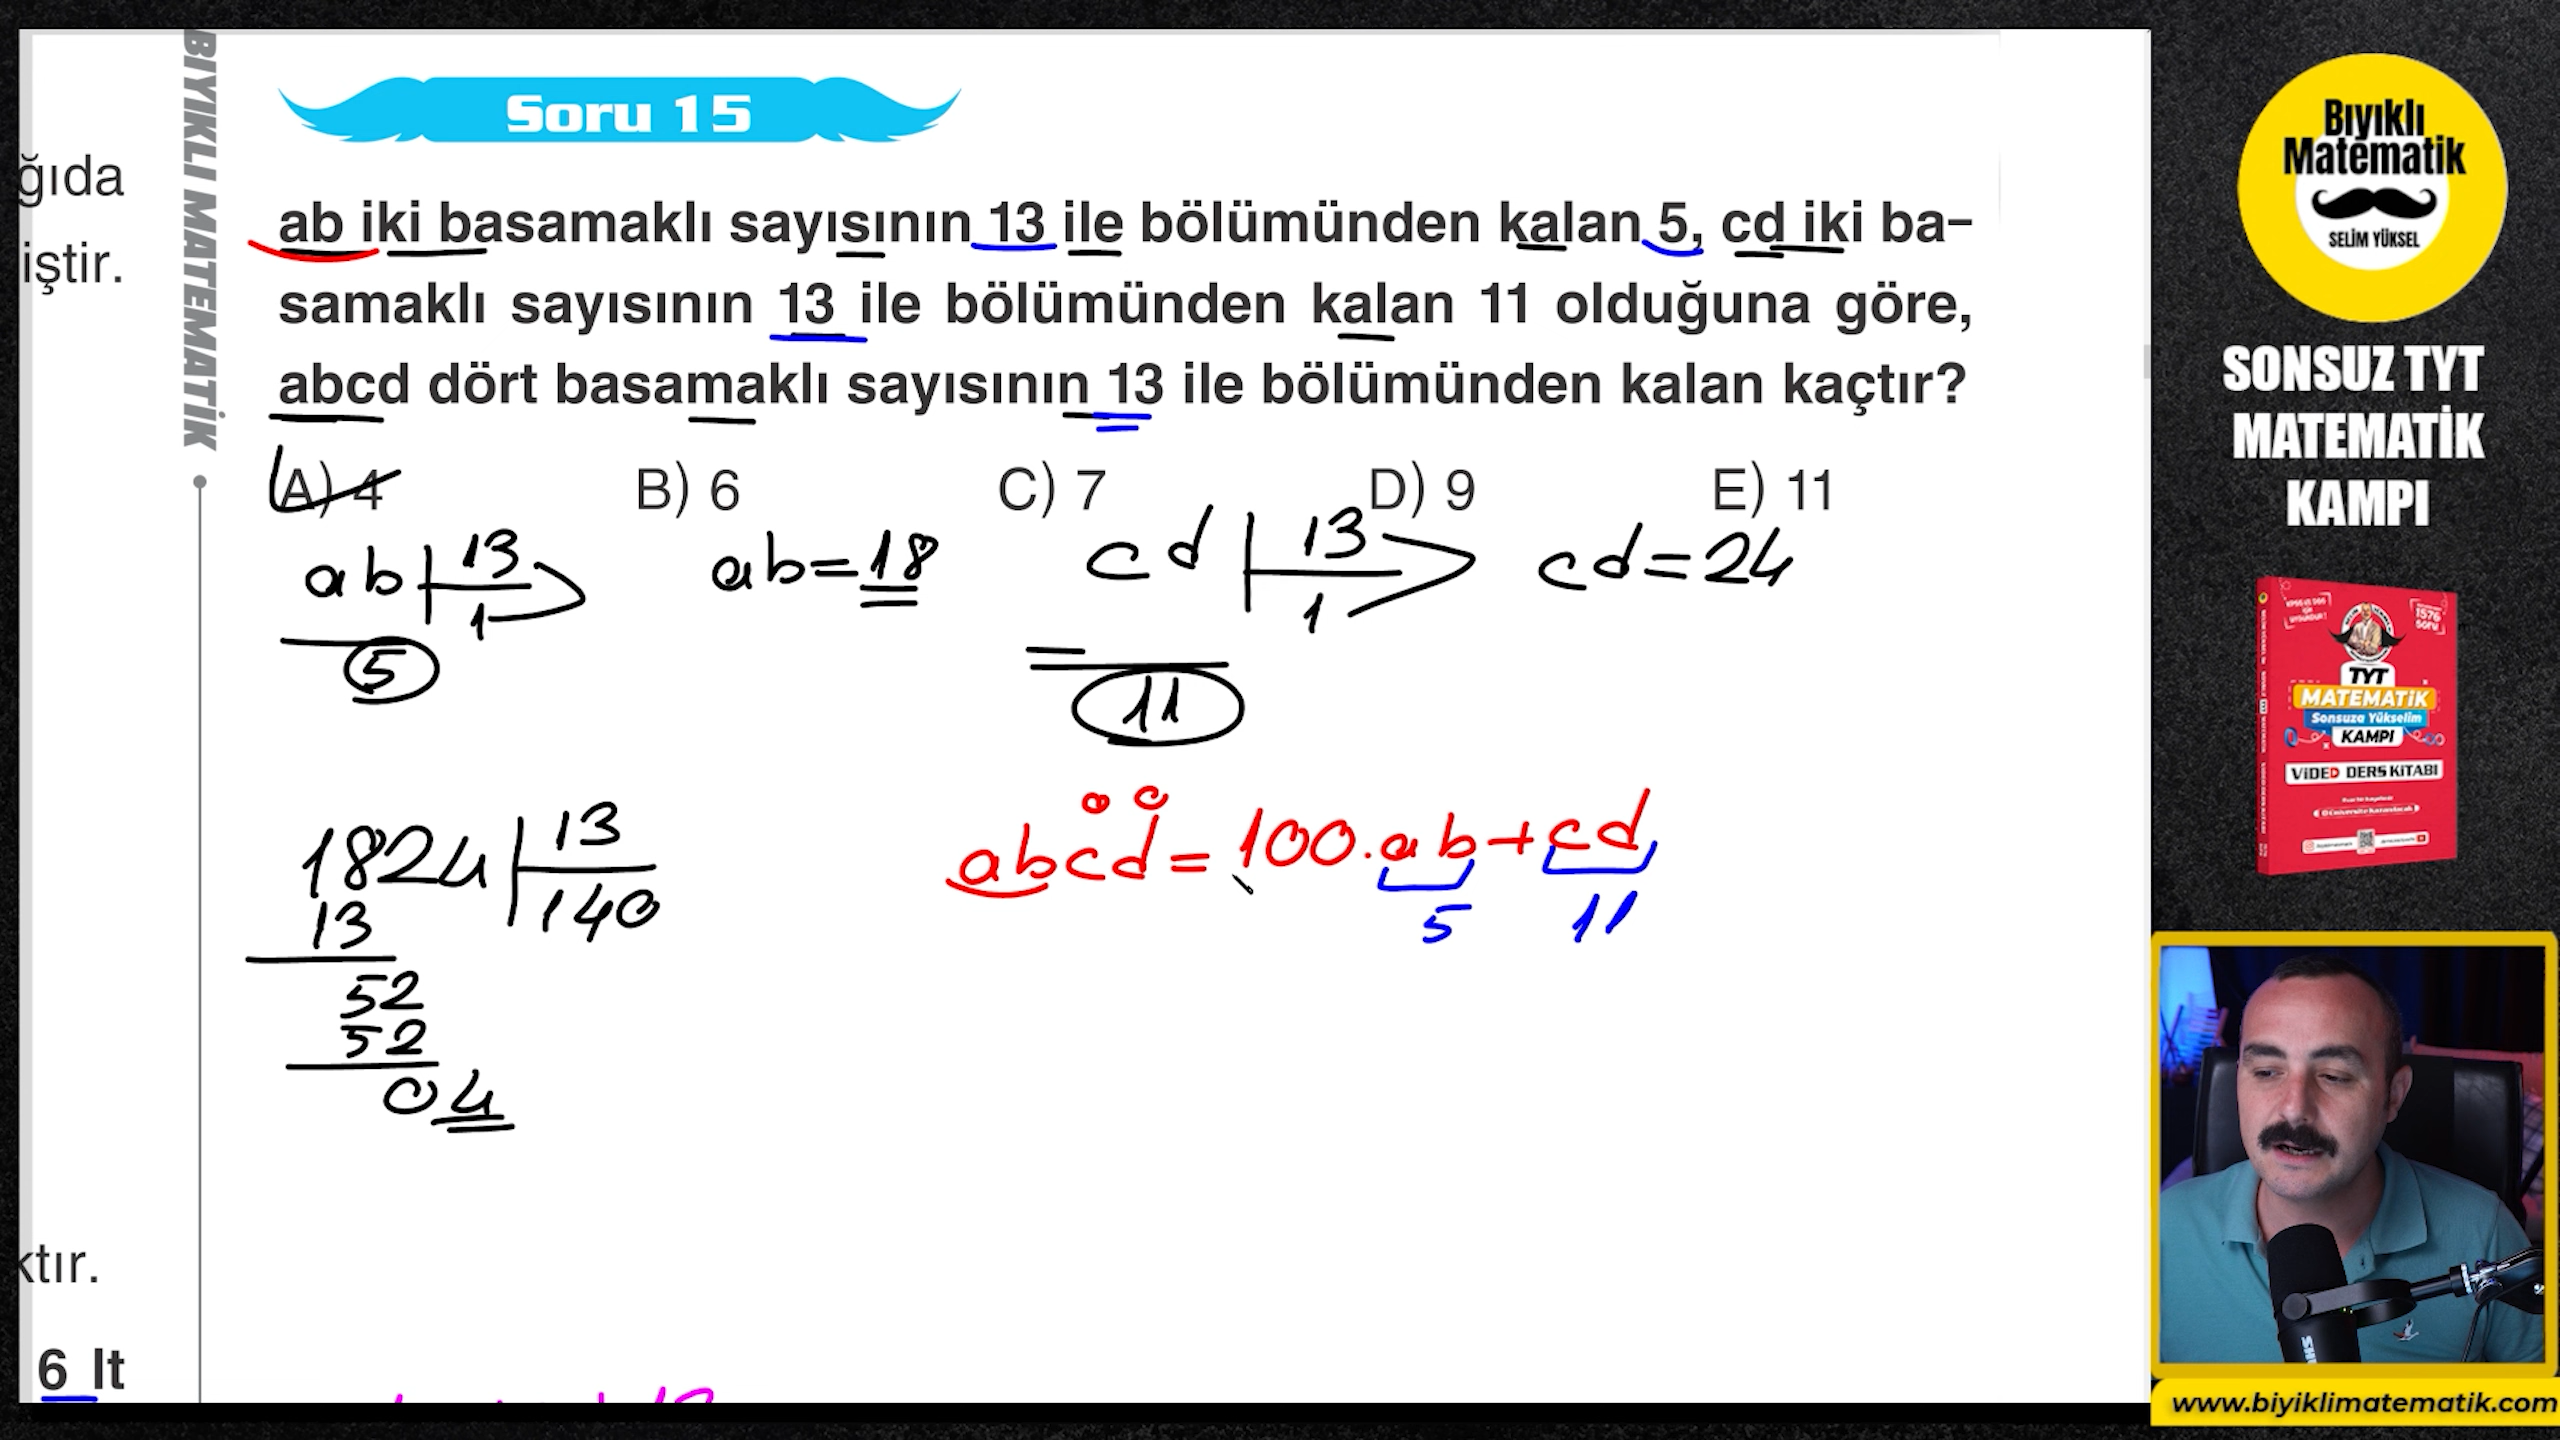 BIYIKLI MATEMATİK
ğıda
iştir.
ktır.
6 lt
Soru 15
ab iki basamaklı sayısının 13 ile bölümünden kalan 5, cd iki ba-
samaklı sayısının 13 ile bölümünden kalan 11 olduğuna göre,
abcd dört basamaklı sayısının 13 ile bölümünden kalan kaçtır?
A) 4 B) 6 C) 7 D) 9 E) 11
ab 13
1
5
ab=18
cd 13
1
11
cd=24
1824 13
140
13
52
52
04
abcd=100.ab+cd
5 11
Bıyıklı
Matematik
SELİM YÜKSEL
SONSUZ TYT
MATEMATİK
KAMPI
1576
Soru
TYT
MATEMATİK
Sonsuza Yükselim
KAMPI
VİDEO DERS KİTABI
www.biyiklimatematik.com